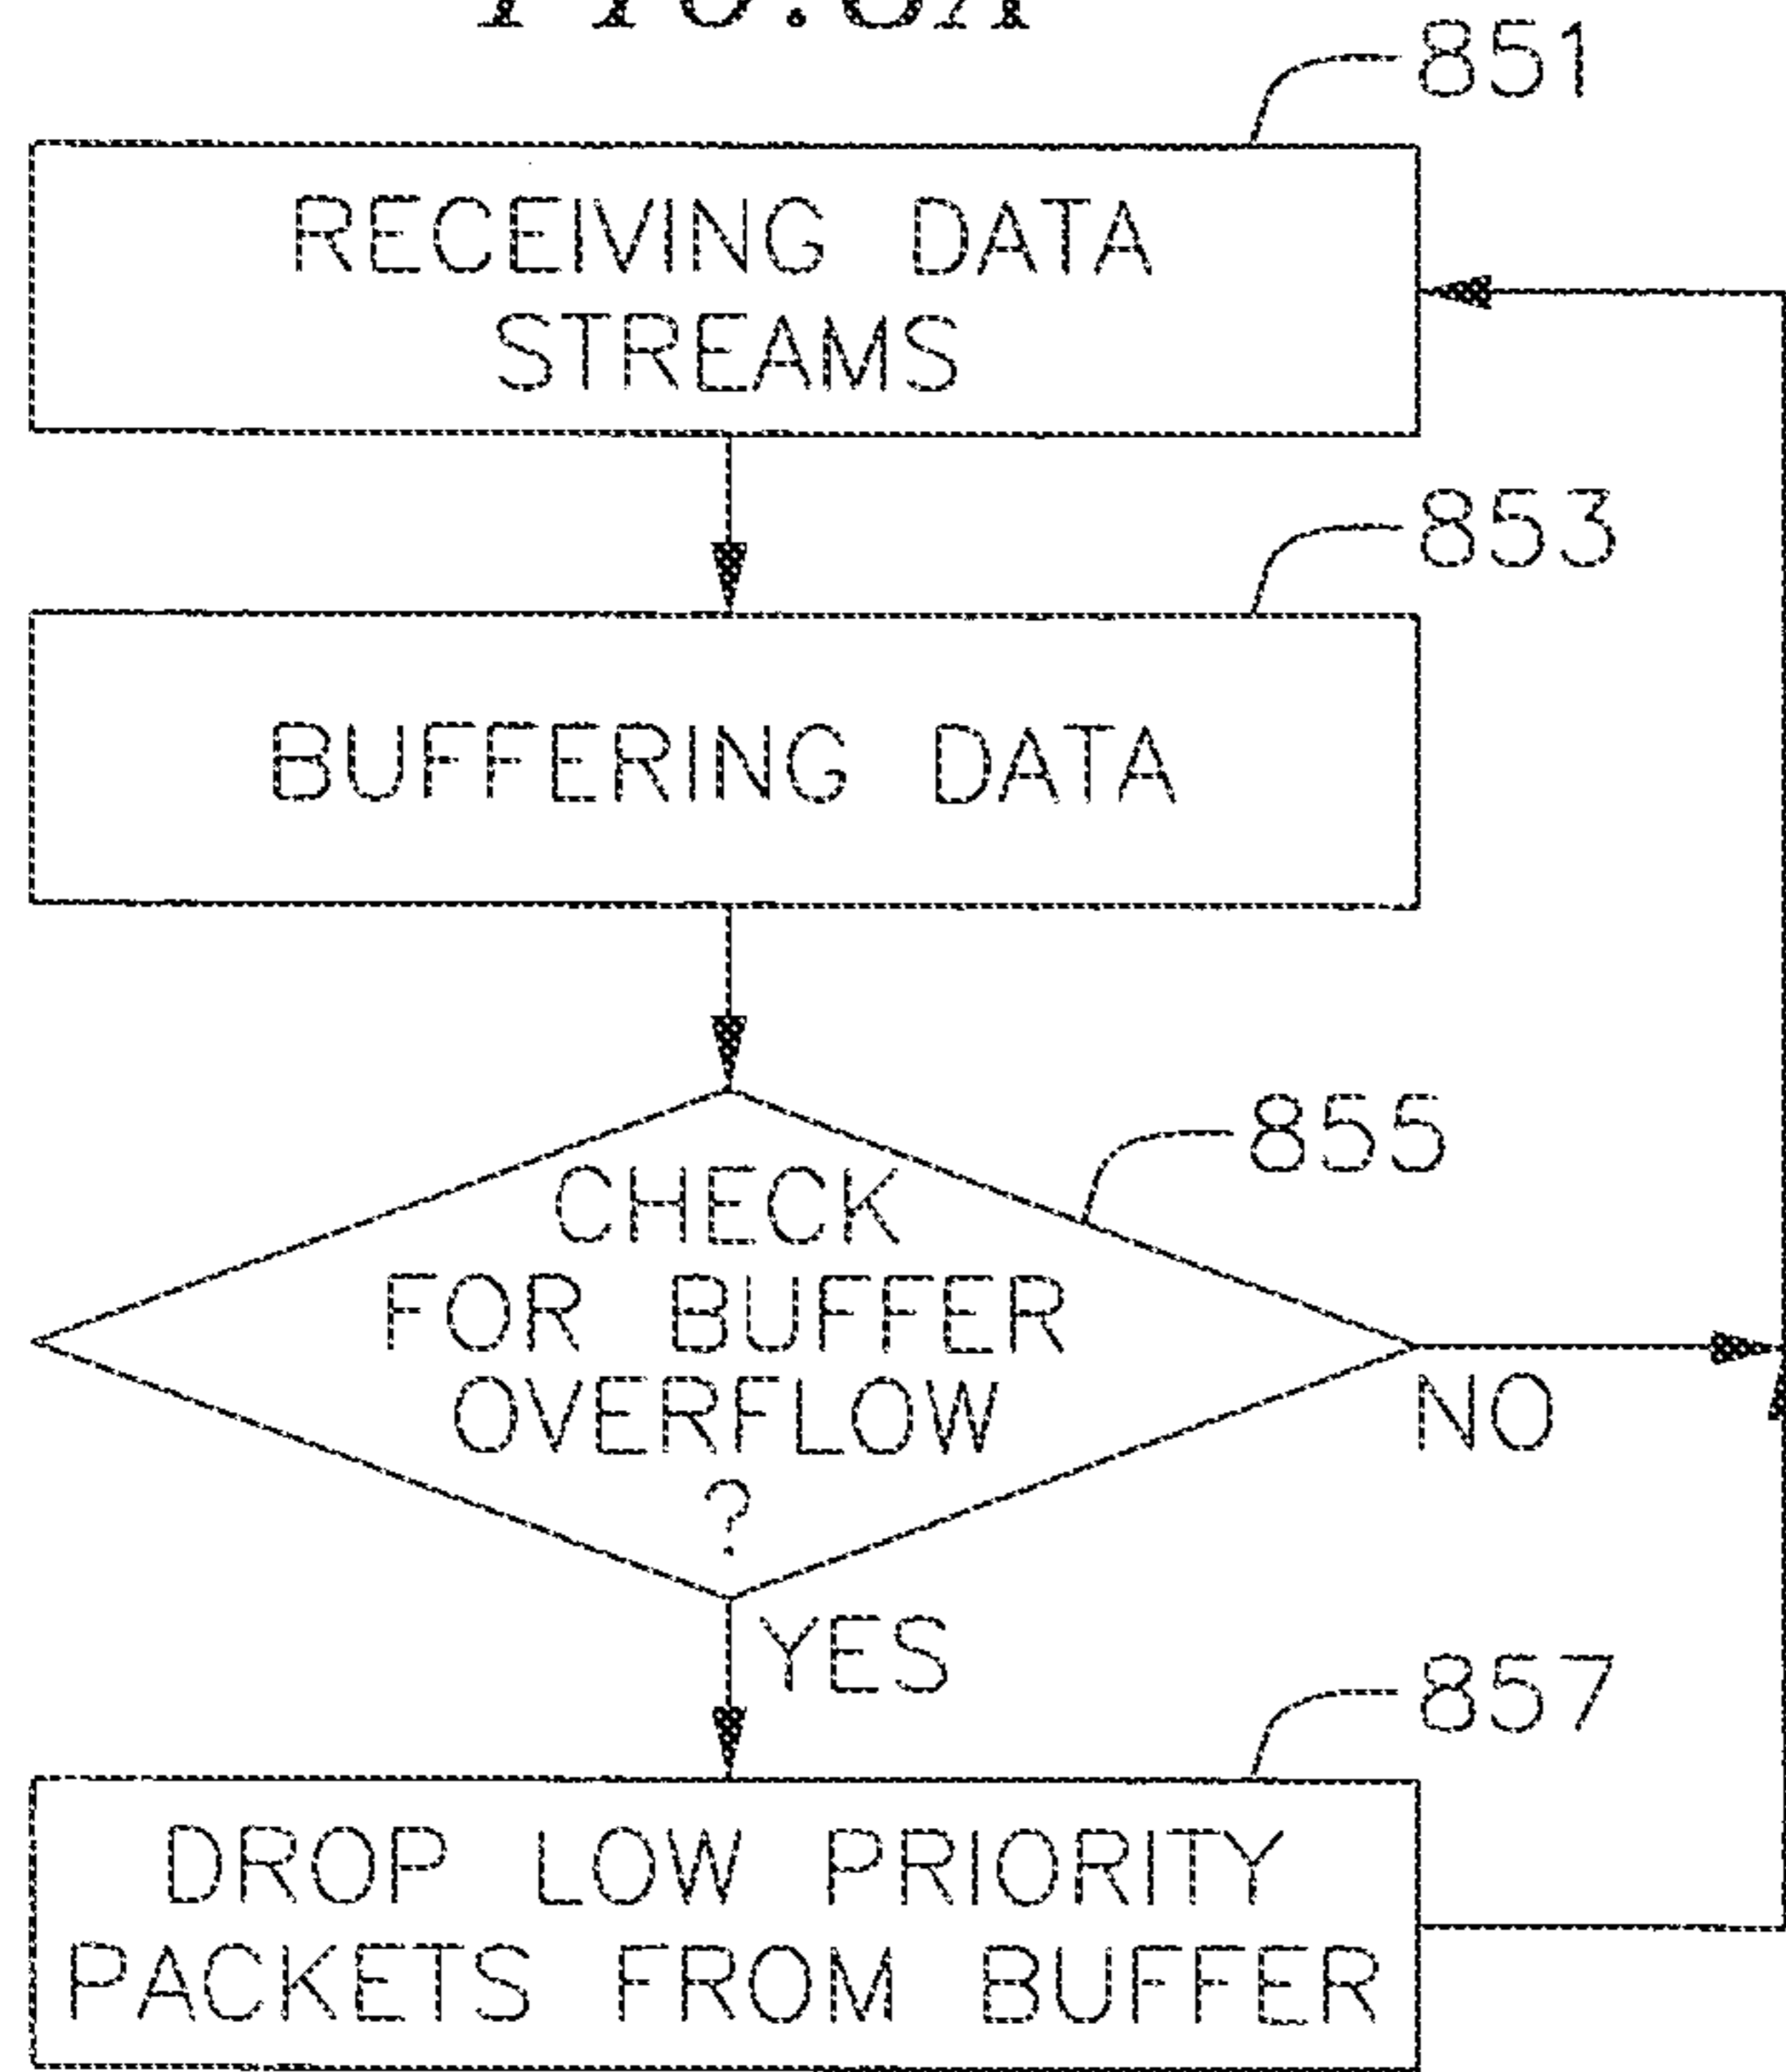 851
RECEIVING DATA
STREAMS
853
BUFFERING DATA
855
CHECK
FOR BUFFER
OVERFLOW
?
NO
YES
857
DROP LOW PRIORITY
PACKETS FROM BUFFER